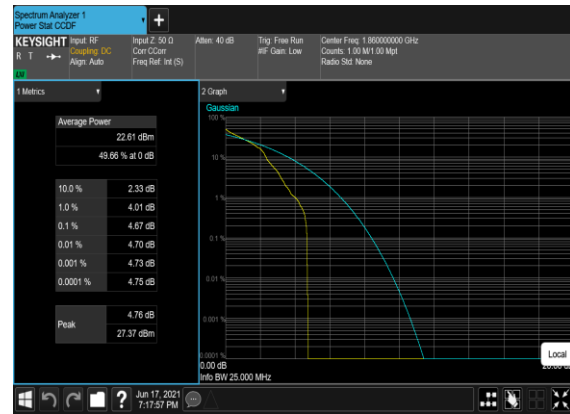 Spectrum Analyzer 1
Power Stat CCDF
+
KEYSIGHT
R T
LXI
Input: RF
Coupling: DC
Align: Auto
Input Z: 50 Ω
Corr CCorr
Freq Ref: Int (S)
Atten: 40 dB
Trig: Free Run
#IF Gain: Low
Center Freq: 1.860000000 GHz
Counts: 1.00 M/1.00 Mpt
Radio Std: None
1 Metrics
Average Power
22.61 dBm
49.66 % at 0 dB
10.0 % 2.33 dB
1.0 % 4.01 dB
0.1 % 4.67 dB
0.01 % 4.70 dB
0.001 % 4.73 dB
0.0001 % 4.75 dB
Peak
4.76 dB
27.37 dBm
2 Graph
Gaussian
100 %
10 %
1 %
0.1 %
0.01 %
0.001 %
0.0001 %
0.00 dB
Info BW 25.000 MHz
Local
?
Jun 17, 2021
7:17:57 PM